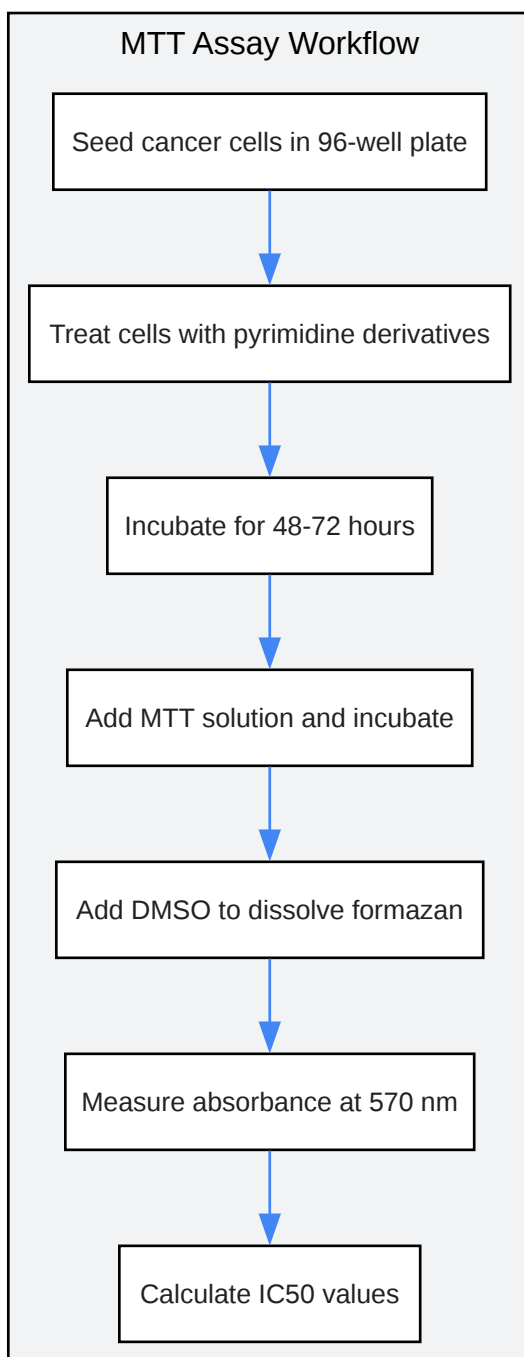 MTT Assay Workflow
Seed cancer cells in 96-well plate
Treat cells with pyrimidine derivatives
Incubate for 48-72 hours
Add MTT solution and incubate
Add DMSO to dissolve formazan
Measure absorbance at 570 nm
Calculate IC50 values